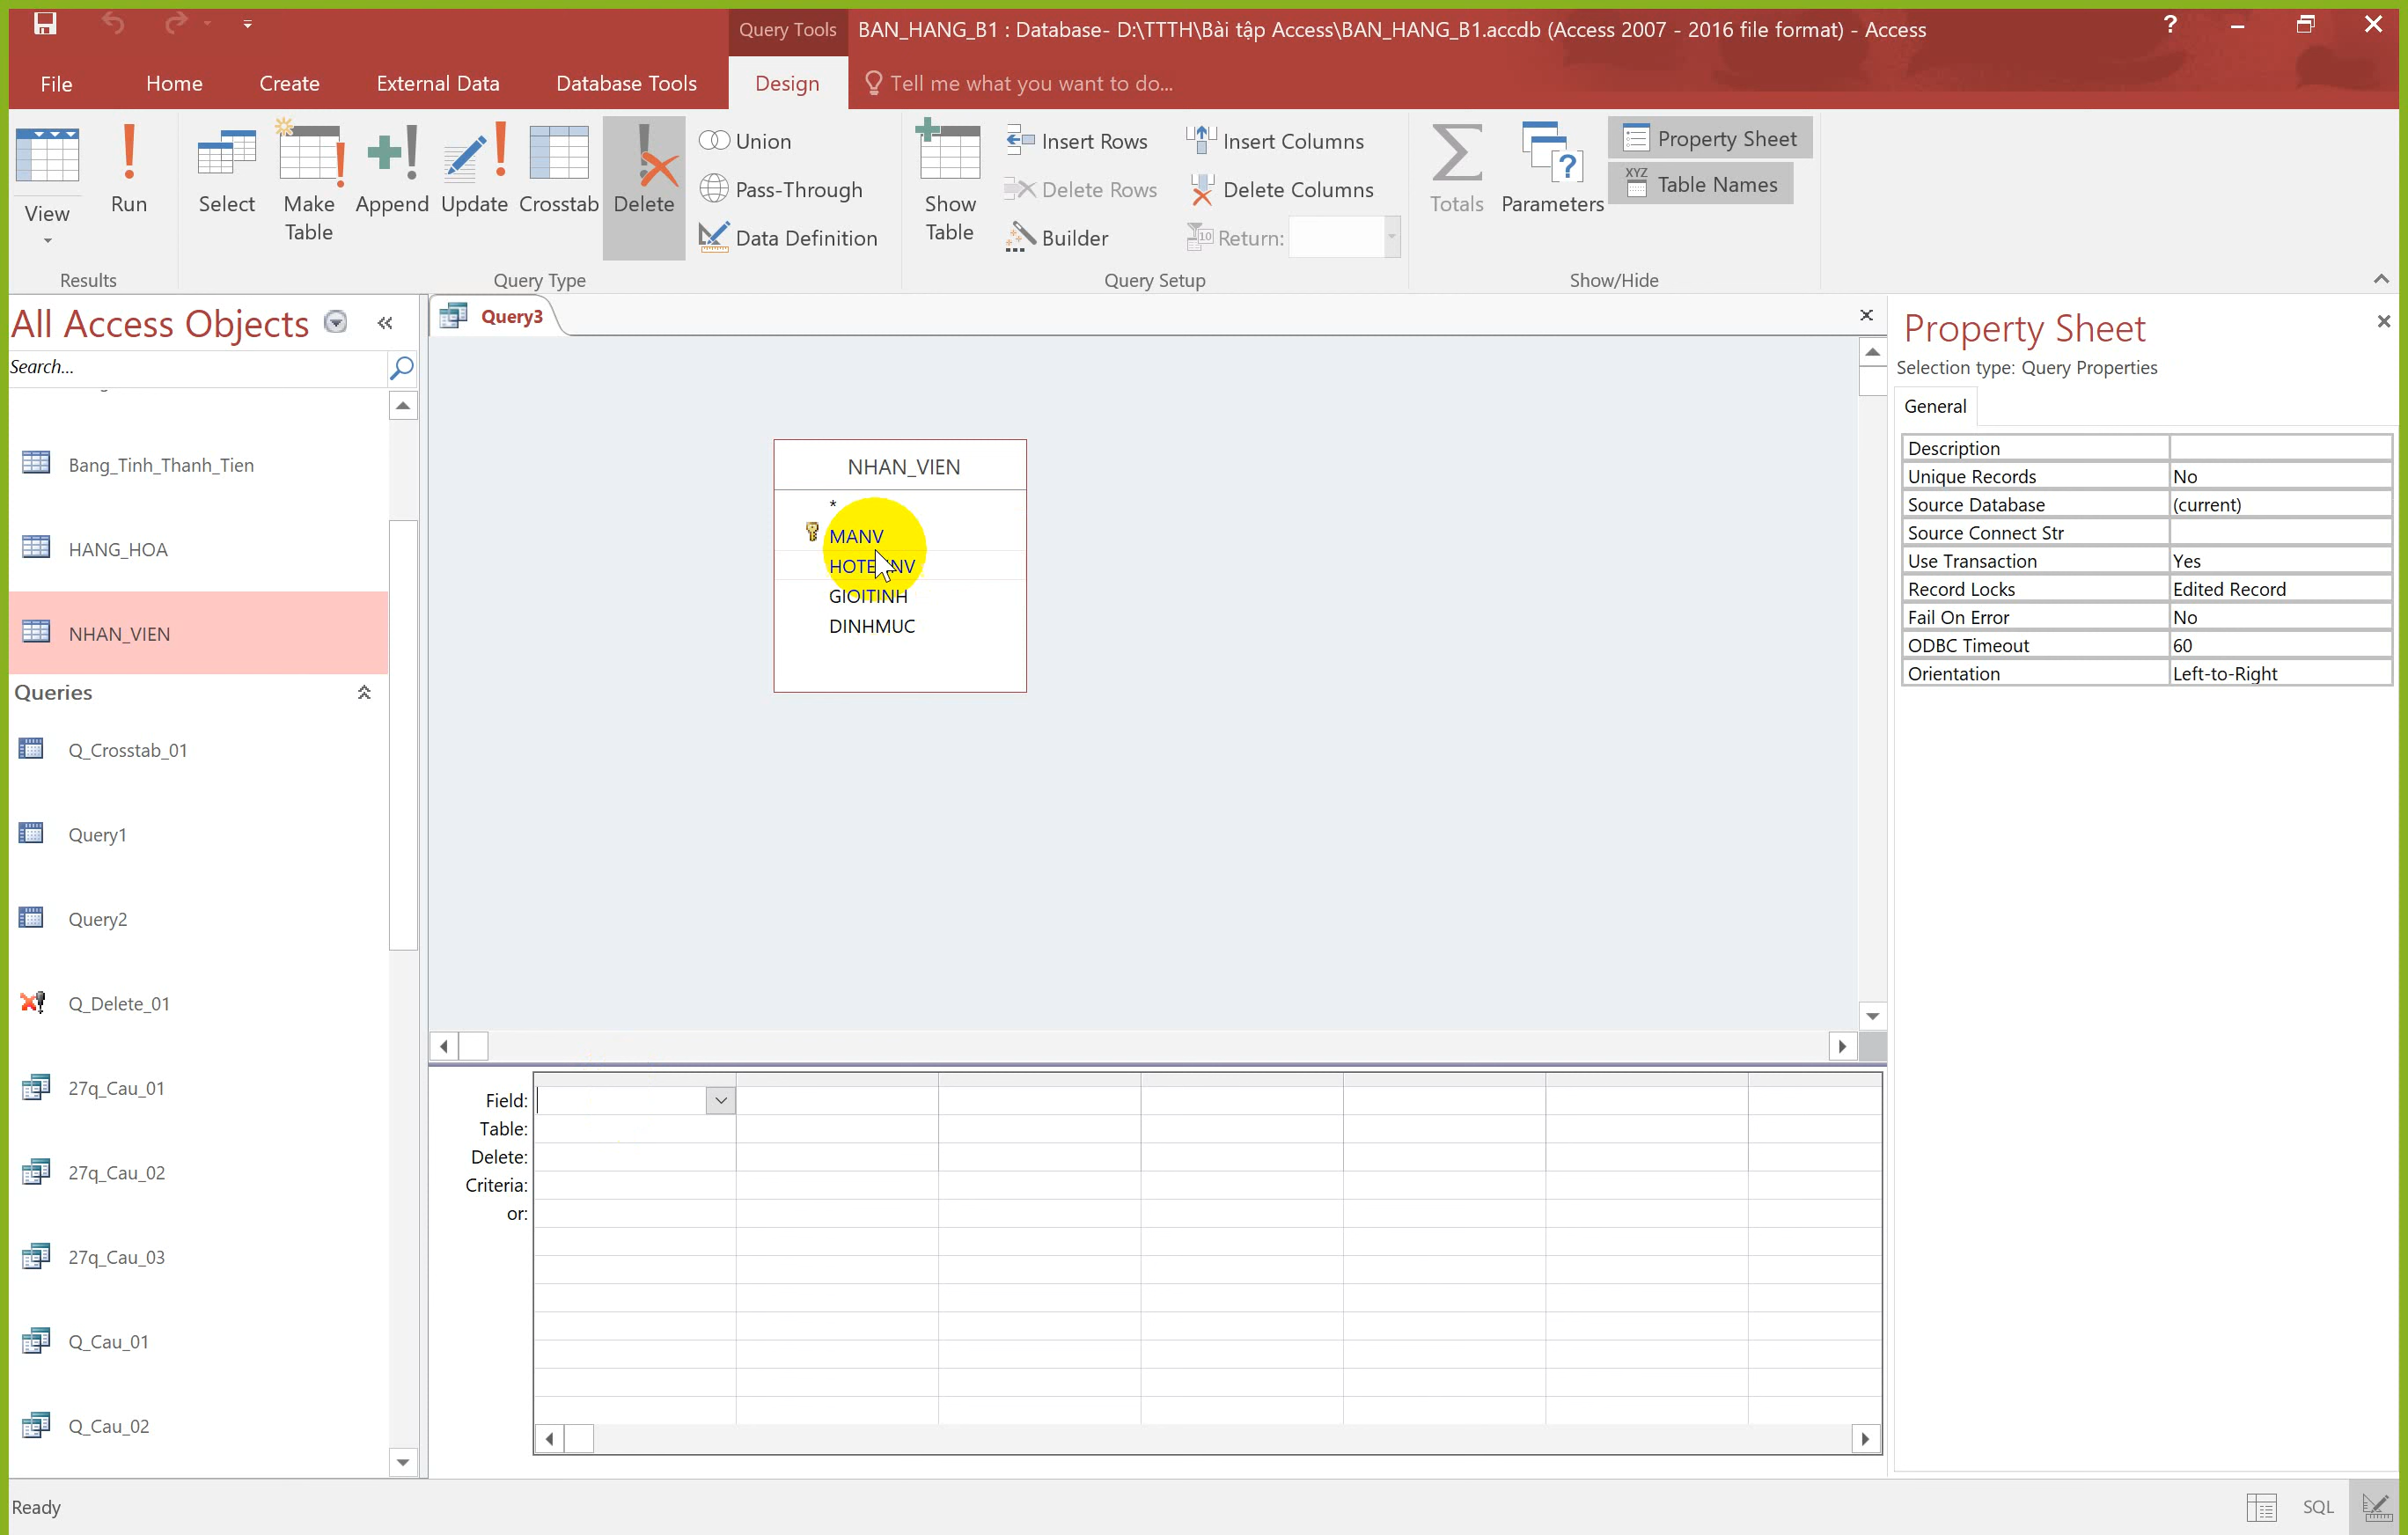 Query Tools
BAN_HANG_B1 : Database- D:\TTTH\Bài tập Access\BAN_HANG_B1.accdb (Access 2007 - 2016 file format) - Access
?
File
Home
Create
External Data
Database Tools
Design
Tell me what you want to do...
View
Run
Select
Make
Table
Append
Update
Crosstab
Delete
Union
Pass-Through
Data Definition
Show
Table
Insert Rows
Delete Rows
Builder
Insert Columns
Delete Columns
Return:
Totals
Parameters
Property Sheet
XYZ Table Names
Results
Query Type
Query Setup
Show/Hide
All Access Objects
Search...
Bang_Tinh_Thanh_Tien
HANG_HOA
NHAN_VIEN
Queries
Q_Crosstab_01
Query1
Query2
Q_Delete_01
27q_Cau_01
27q_Cau_02
27q_Cau_03
Q_Cau_01
Q_Cau_02
Query3
NHAN_VIEN
*
MANV
GIOITINH
DINHMUC
Field:
Table:
Delete:
Criteria:
or:
Property Sheet
Selection type: Query Properties
General
Description
Unique Records No
Source Database (current)
Source Connect Str
Use Transaction Yes
Record Locks Edited Record
Fail On Error No
ODBC Timeout 60
Orientation Left-to-Right
Ready
SQL